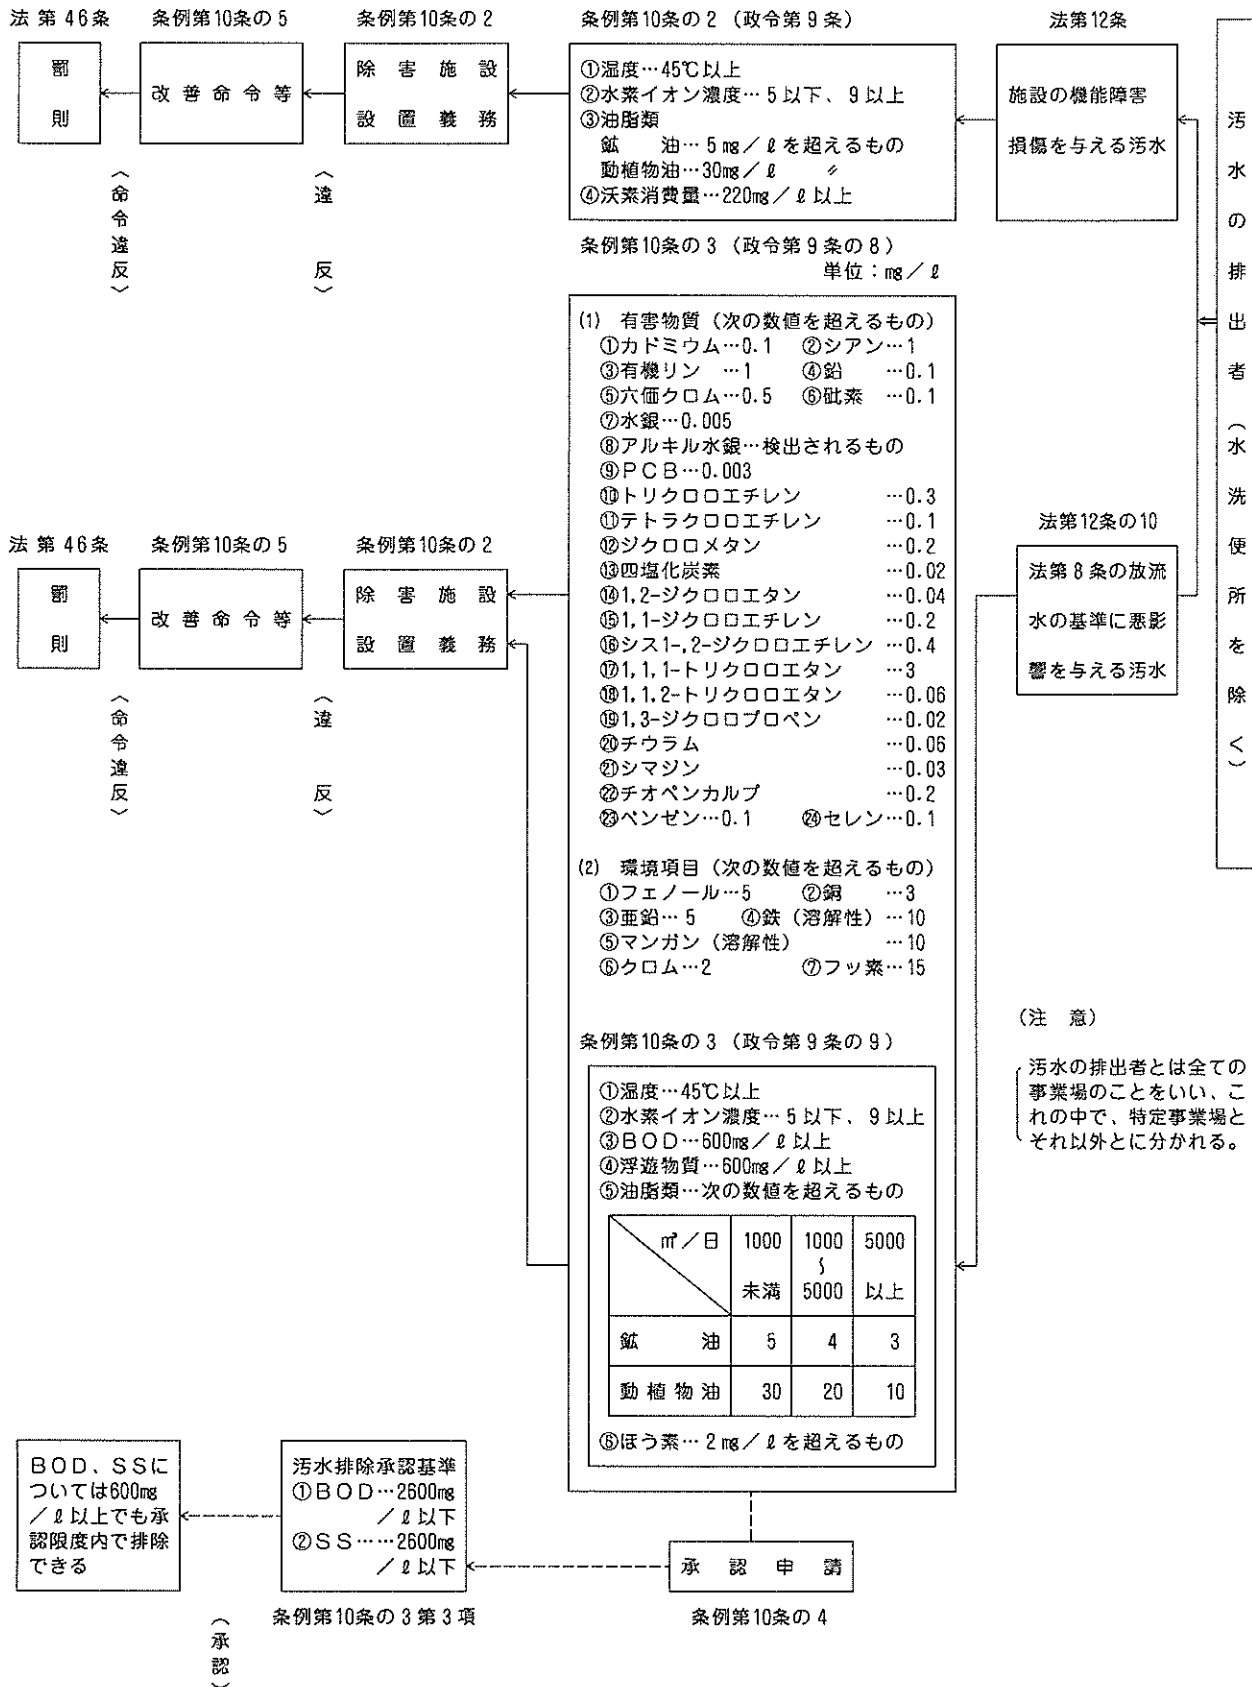 法第46条
条例第10条の5
条例第10条の2
条例第10条の2（政令第9条）
法第12条
罰則
改善命令等
除害施設
設置義務
①温度…45℃以上
②水素イオン濃度…5以下、9以上
③油脂類
鉱　　油…5㎎／ℓを超えるもの
動植物油…30㎎／ℓ　　〃
④沃素消費量…220㎎／ℓ以上
施設の機能障害
損傷を与える汚水
汚水の排出者（水洗便所を除く）
（命令違反）
（違反）
条例第10条の3（政令第9条の8）
単位：㎎／ℓ
(1)　有害物質（次の数値を超えるもの）
①カドミウム…0.1　②シアン…1
③有機リン　…1　④鉛　…0.1
⑤六価クロム…0.5　⑥砒素　…0.1
⑦水銀…0.005
⑧アルキル水銀…検出されるもの
⑨ＰＣＢ…0.003
⑩トリクロロエチレン　…0.3
⑪テトラクロロエチレン　…0.1
⑫ジクロロメタン　…0.2
⑬四塩化炭素　…0.02
⑭1,2-ジクロロエタン　…0.04
⑮1,1-ジクロロエチレン　…0.2
⑯シス1-,2-ジクロロエチレン　…0.4
⑰1,1,1-トリクロロエタン　…3
⑱1,1,2-トリクロロエタン　…0.06
⑲1,3-ジクロロプロペン　…0.02
⑳チウラム　…0.06
㉑シマジン　…0.03
㉒チオペンカルプ　…0.2
㉓ベンゼン…0.1　㉔セレン…0.1
(2)　環境項目（次の数値を超えるもの）
①フェノール…5　②銅　…3
③亜鉛…5　④鉄（溶解性）…10
⑤マンガン（溶解性）　…10
⑥クロム…2　⑦フッ素…15
法第46条
条例第10条の5
条例第10条の2
罰則
改善命令等
除害施設
設置義務
（命令違反）
（違反）
法第12条の10
法第8条の放流
水の基準に悪影
響を与える汚水
条例第10条の3（政令第9条の9）
①温度…45℃以上
②水素イオン濃度…5以下、9以上
③ＢＯＤ…600㎎／ℓ以上
④浮遊物質…600㎎／ℓ以上
⑤油脂類…次の数値を超えるもの
㎥／日　1000未満　1000〜5000　5000以上
鉱　　油　5　4　3
動植物油　30　20　10
⑥ほう素…2㎎／ℓを超えるもの
（注　意）
汚水の排出者とは全ての
事業場のことをいい、こ
れの中で、特定事業場と
それ以外とに分かれる。
ＢＯＤ、ＳＳに
ついては600㎎
／ℓ以上でも承
認限度内で排除
できる
汚水排除承認基準
①ＢＯＤ…2600㎎
／ℓ以下
②ＳＳ……2600㎎
／ℓ以下
承認申請
条例第10条の3第3項
条例第10条の4
（承認）